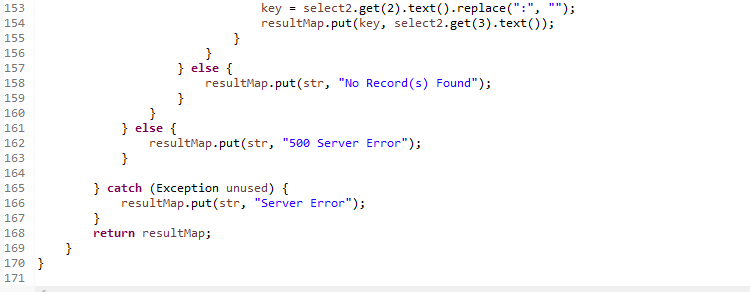 153 key = select2.get(2).text().replace(":", "");
154 resultMap.put(key, select2.get(3).text());
155 }
156 }
157 } else {
158 resultMap.put(str, "No Record(s) Found");
159 }
160 }
161 } else {
162 resultMap.put(str, "500 Server Error");
163 }
164
165 } catch (Exception unused) {
166 resultMap.put(str, "Server Error");
167 }
168 return resultMap;
169 }
170 }
171